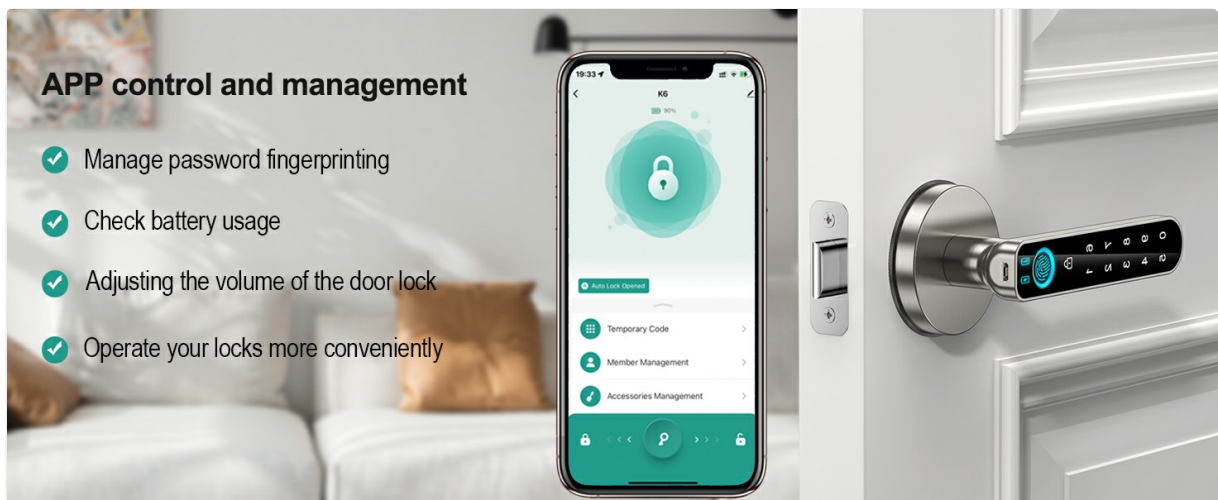 APP control and management
Manage password fingerprinting
Check battery usage
Adjusting the volume of the door lock
Operate your locks more conveniently
19:33
K6
90%
Auto Lock Opened
Temporary Code
Member Management
Accessories Management